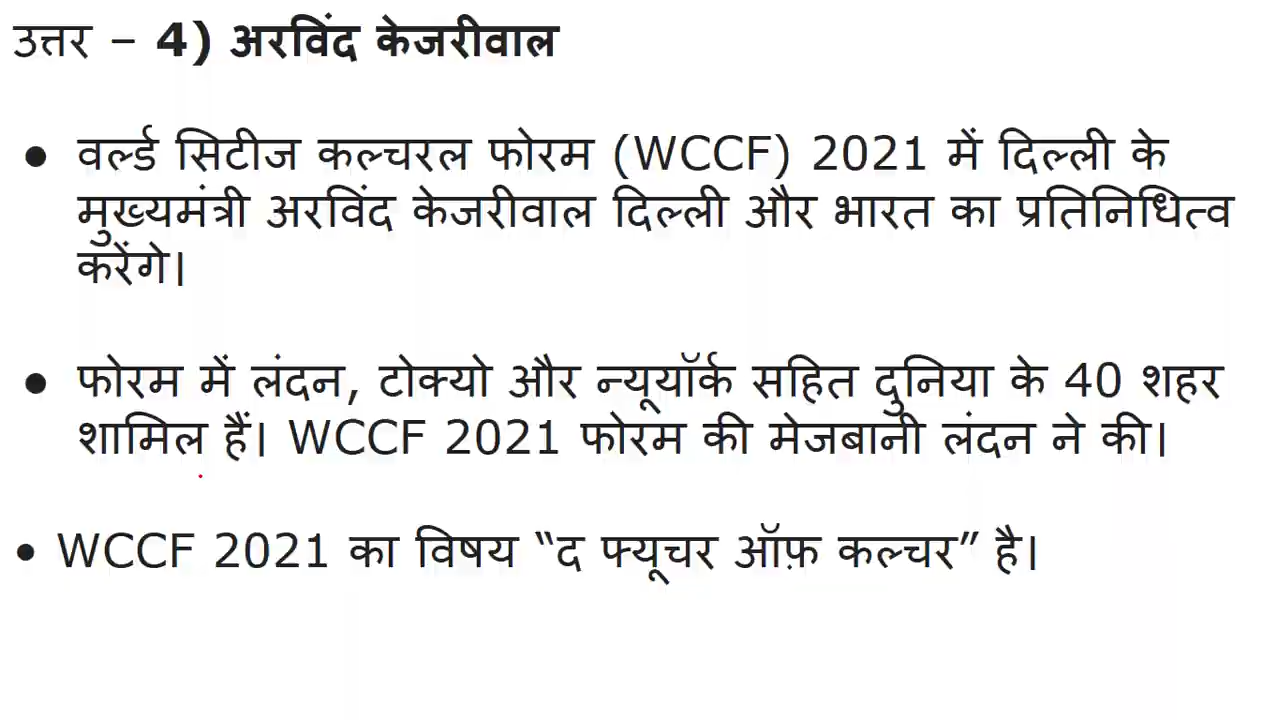 उत्तर – 4) अरविंद केजरीवाल
● वर्ल्ड सिटीज कल्चरल फोरम (WCCF) 2021 में दिल्ली के
मुख्यमंत्री अरविंद केजरीवाल दिल्ली और भारत का प्रतिनिधित्व
करेंगे।
● फोरम में लंदन, टोक्यो और न्यूयॉर्क सहित दुनिया के 40 शहर
शामिल हैं। WCCF 2021 फोरम की मेजबानी लंदन ने की।
• WCCF 2021 का विषय “द फ्यूचर ऑफ़ कल्चर” है।